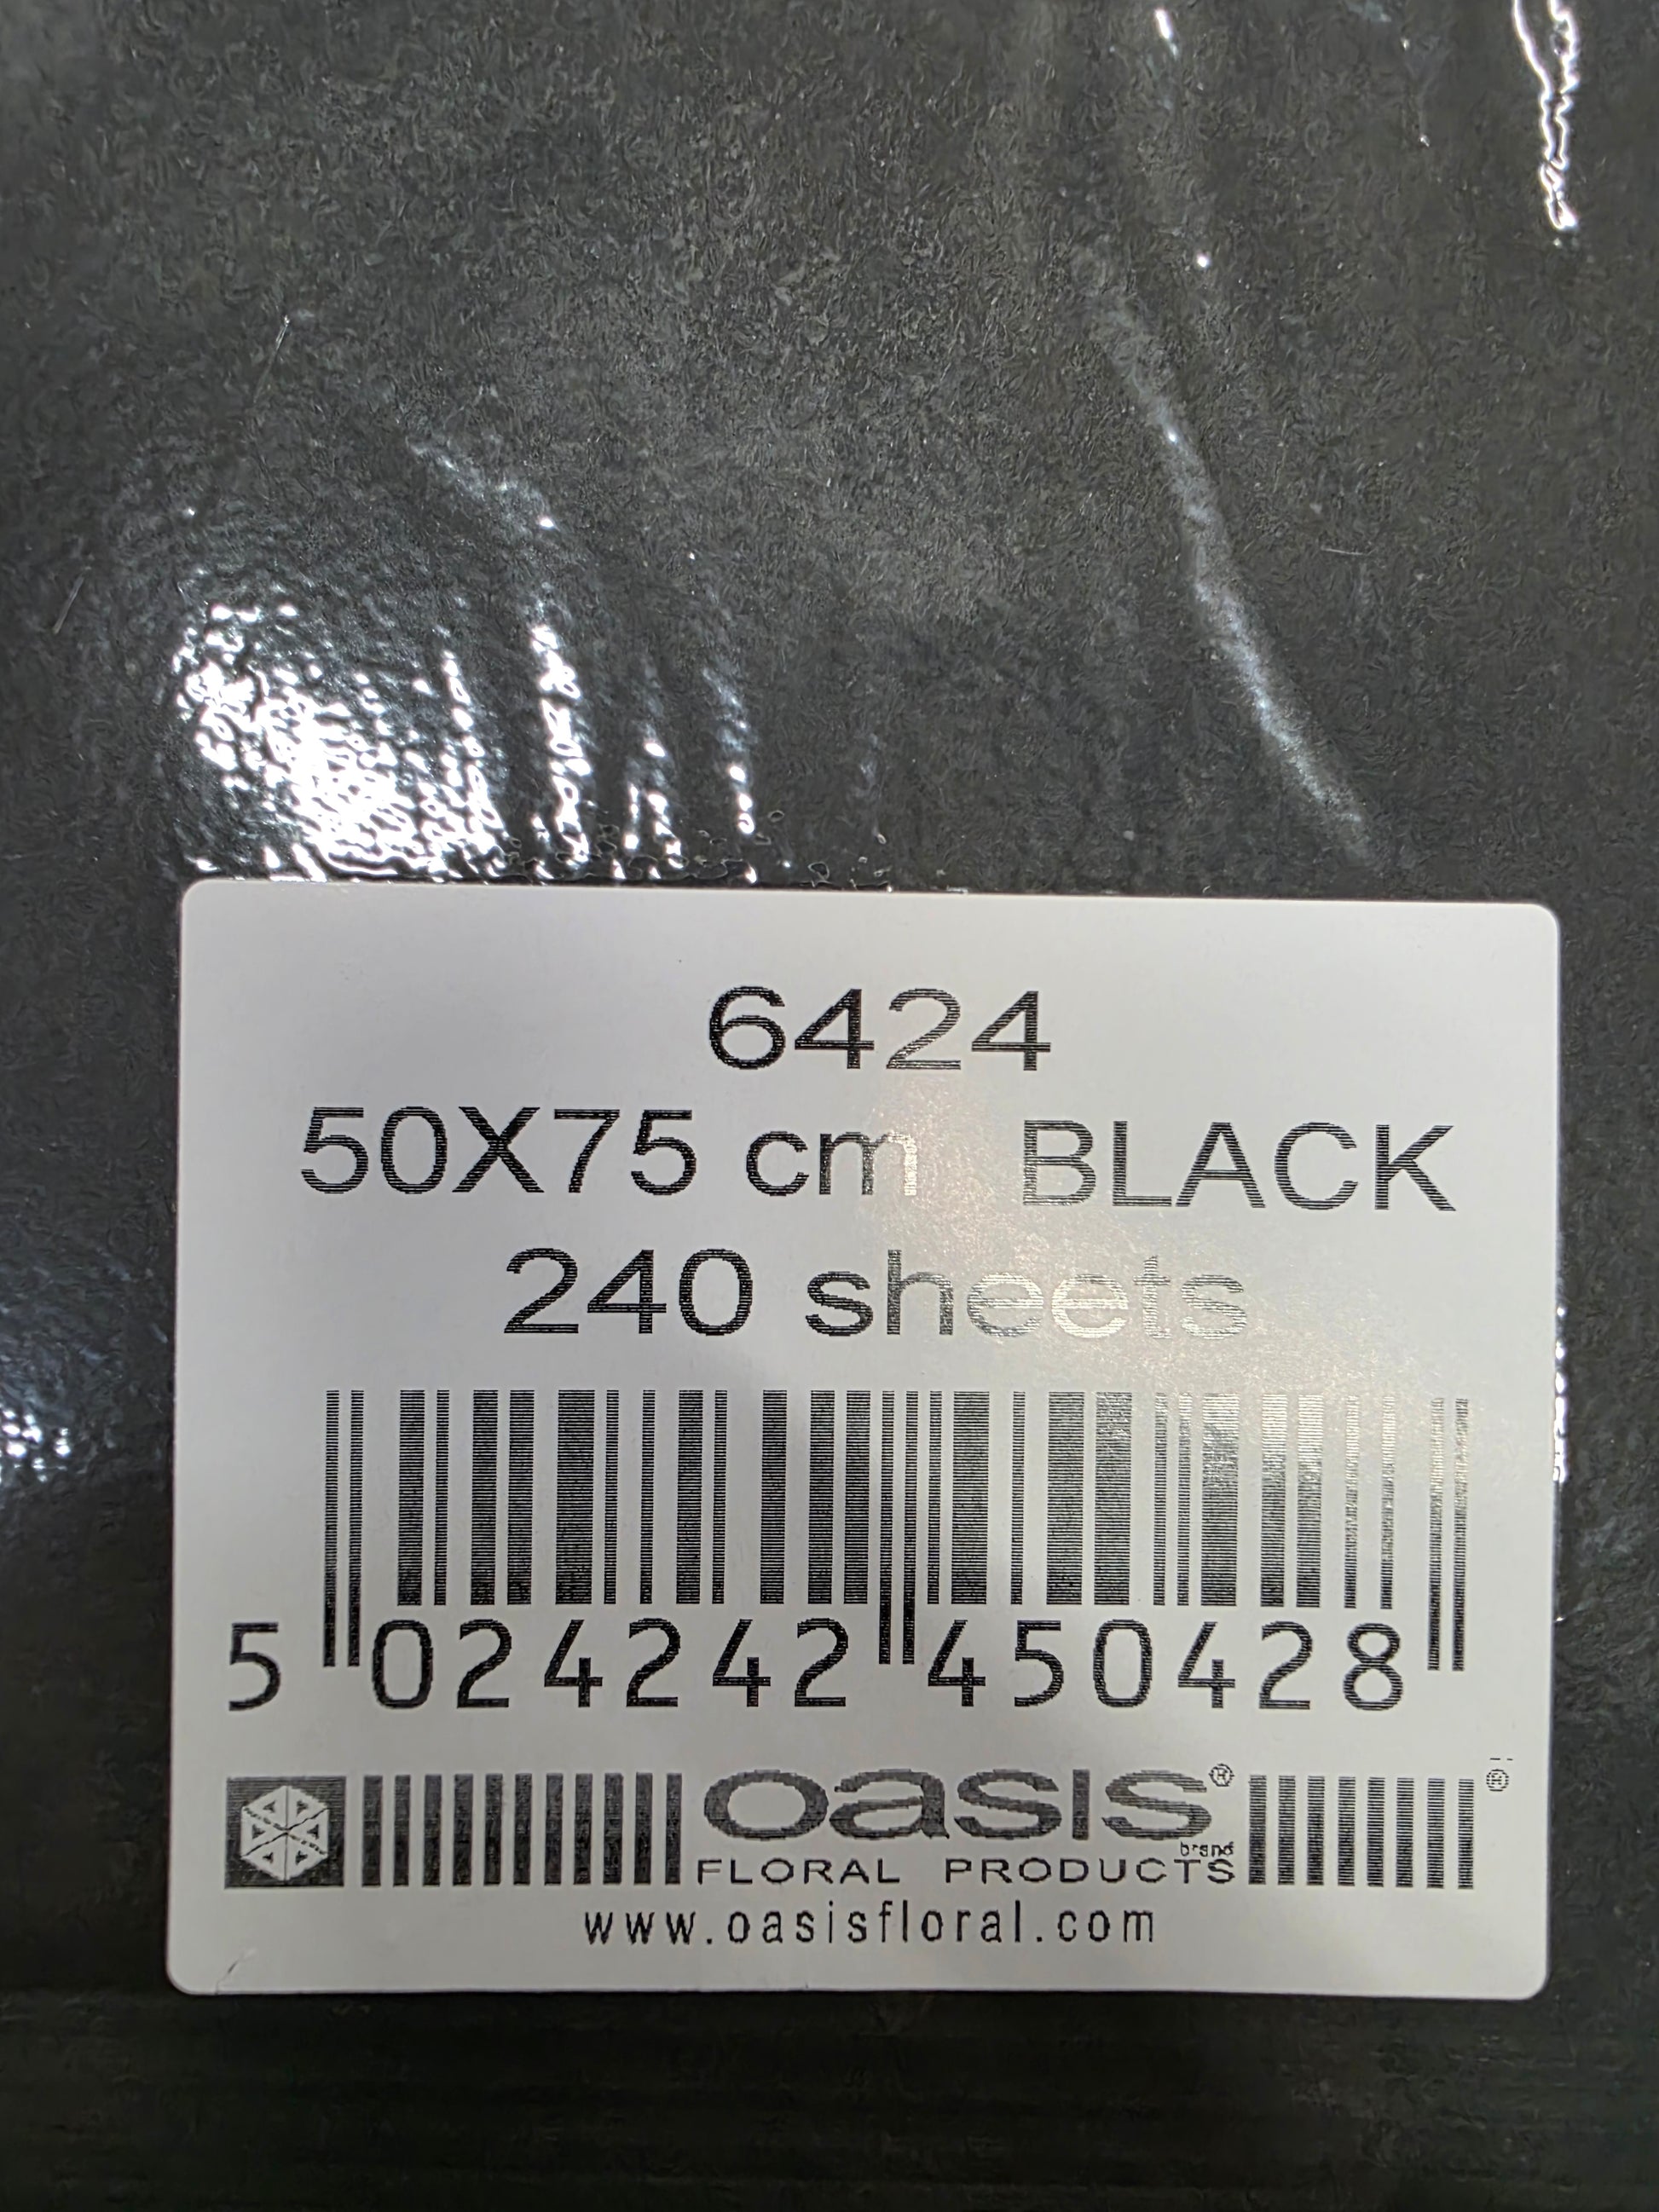 6424
50X75 cm BLACK
240 sheets
5 024242 450428
oasis®
®
brand
FLORAL PRODUCTS
www.oasisfloral.com